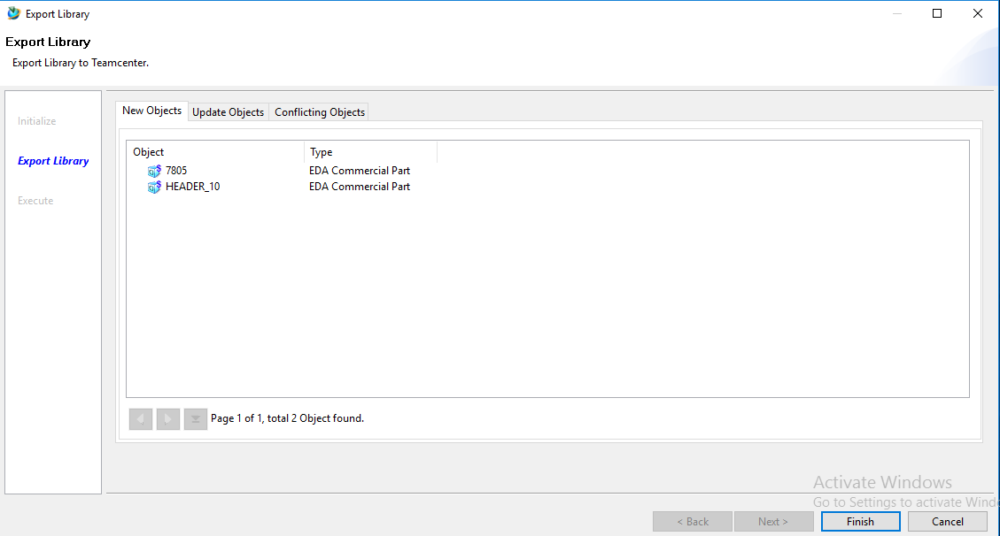 Export Library
Export Library
Export Library to Teamcenter.
Initialize
Export Library
Execute
New Objects Update Objects Conflicting Objects
Object Type
7805 EDA Commercial Part
HEADER_10 EDA Commercial Part
Page 1 of 1, total 2 Object found.
Activate Windows
Go to Settings to activate Wind
< Back Next > Finish Cancel